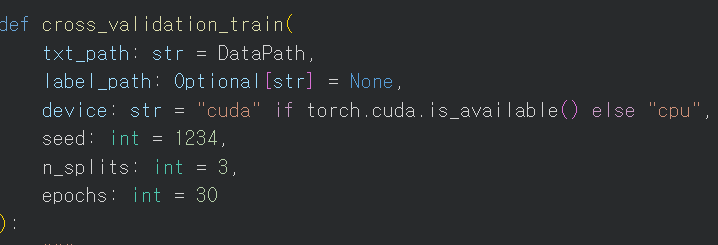 def cross_validation_train(
    txt_path: str = DataPath,
    label_path: Optional[str] = None,
    device: str = "cuda" if torch.cuda.is_available() else "cpu",
    seed: int = 1234,
    n_splits: int = 3,
    epochs: int = 30
):